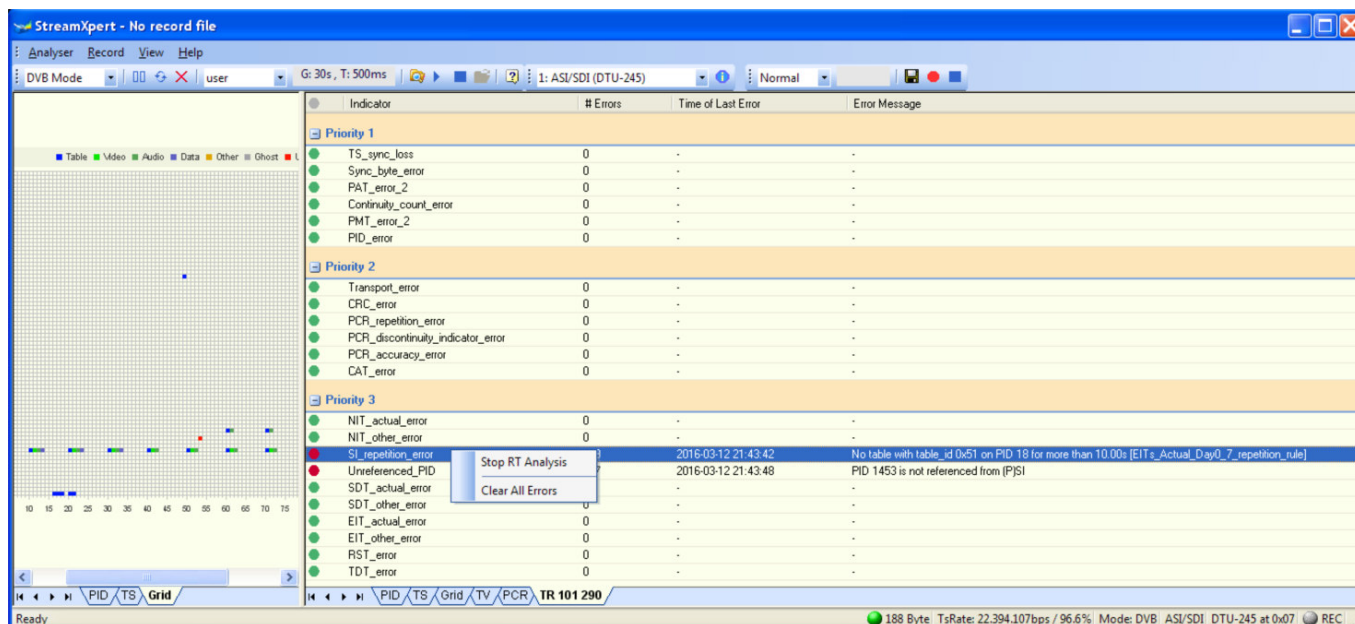 StreamXpert - No record file
Analyser Record View Help
DVB Mode user G: 30s , T: 500ms 1: ASI/SDI (DTU-245) Normal
Indicator # Errors Time of Last Error Error Message
Priority 1
Table Video Audio Data Other Ghost
TS_sync_loss 0 - -
Sync_byte_error 0 - -
PAT_error_2 0 - -
Continuity_count_error 0 - -
PMT_error_2 0 - -
PID_error 0 - -
Priority 2
Transport_error 0 - -
CRC_error 0 - -
PCR_repetition_error 0 - -
PCR_discontinuity_indicator_error 0 - -
PCR_accuracy_error 0 - -
CAT_error 0 - -
Priority 3
NIT_actual_error 0 - -
NIT_other_error 0 - -
SI_repetition_error 2016-03-12 21:43:42 No table with table_id 0x51 on PID 18 for more than 10.00s [EITs_Actual_Day0_7_repetition_rule]
Stop RT Analysis
Unreferenced_PID 2016-03-12 21:43:48 PID 1453 is not referenced from (P)SI
SDT_actual_error - -
Clear All Errors
SDT_other_error 0 - -
10 15 20 25 30 35 40 45 50 55 60 65 70 75
EIT_actual_error 0 - -
EIT_other_error 0 - -
RST_error 0 - -
TDT_error 0 - -
PID TS Grid
PID TS Grid TV PCR TR 101 290
Ready 188 Byte TsRate: 22.394.107bps / 96.6% Mode: DVB ASI/SDI DTU-245 at 0x07 REC